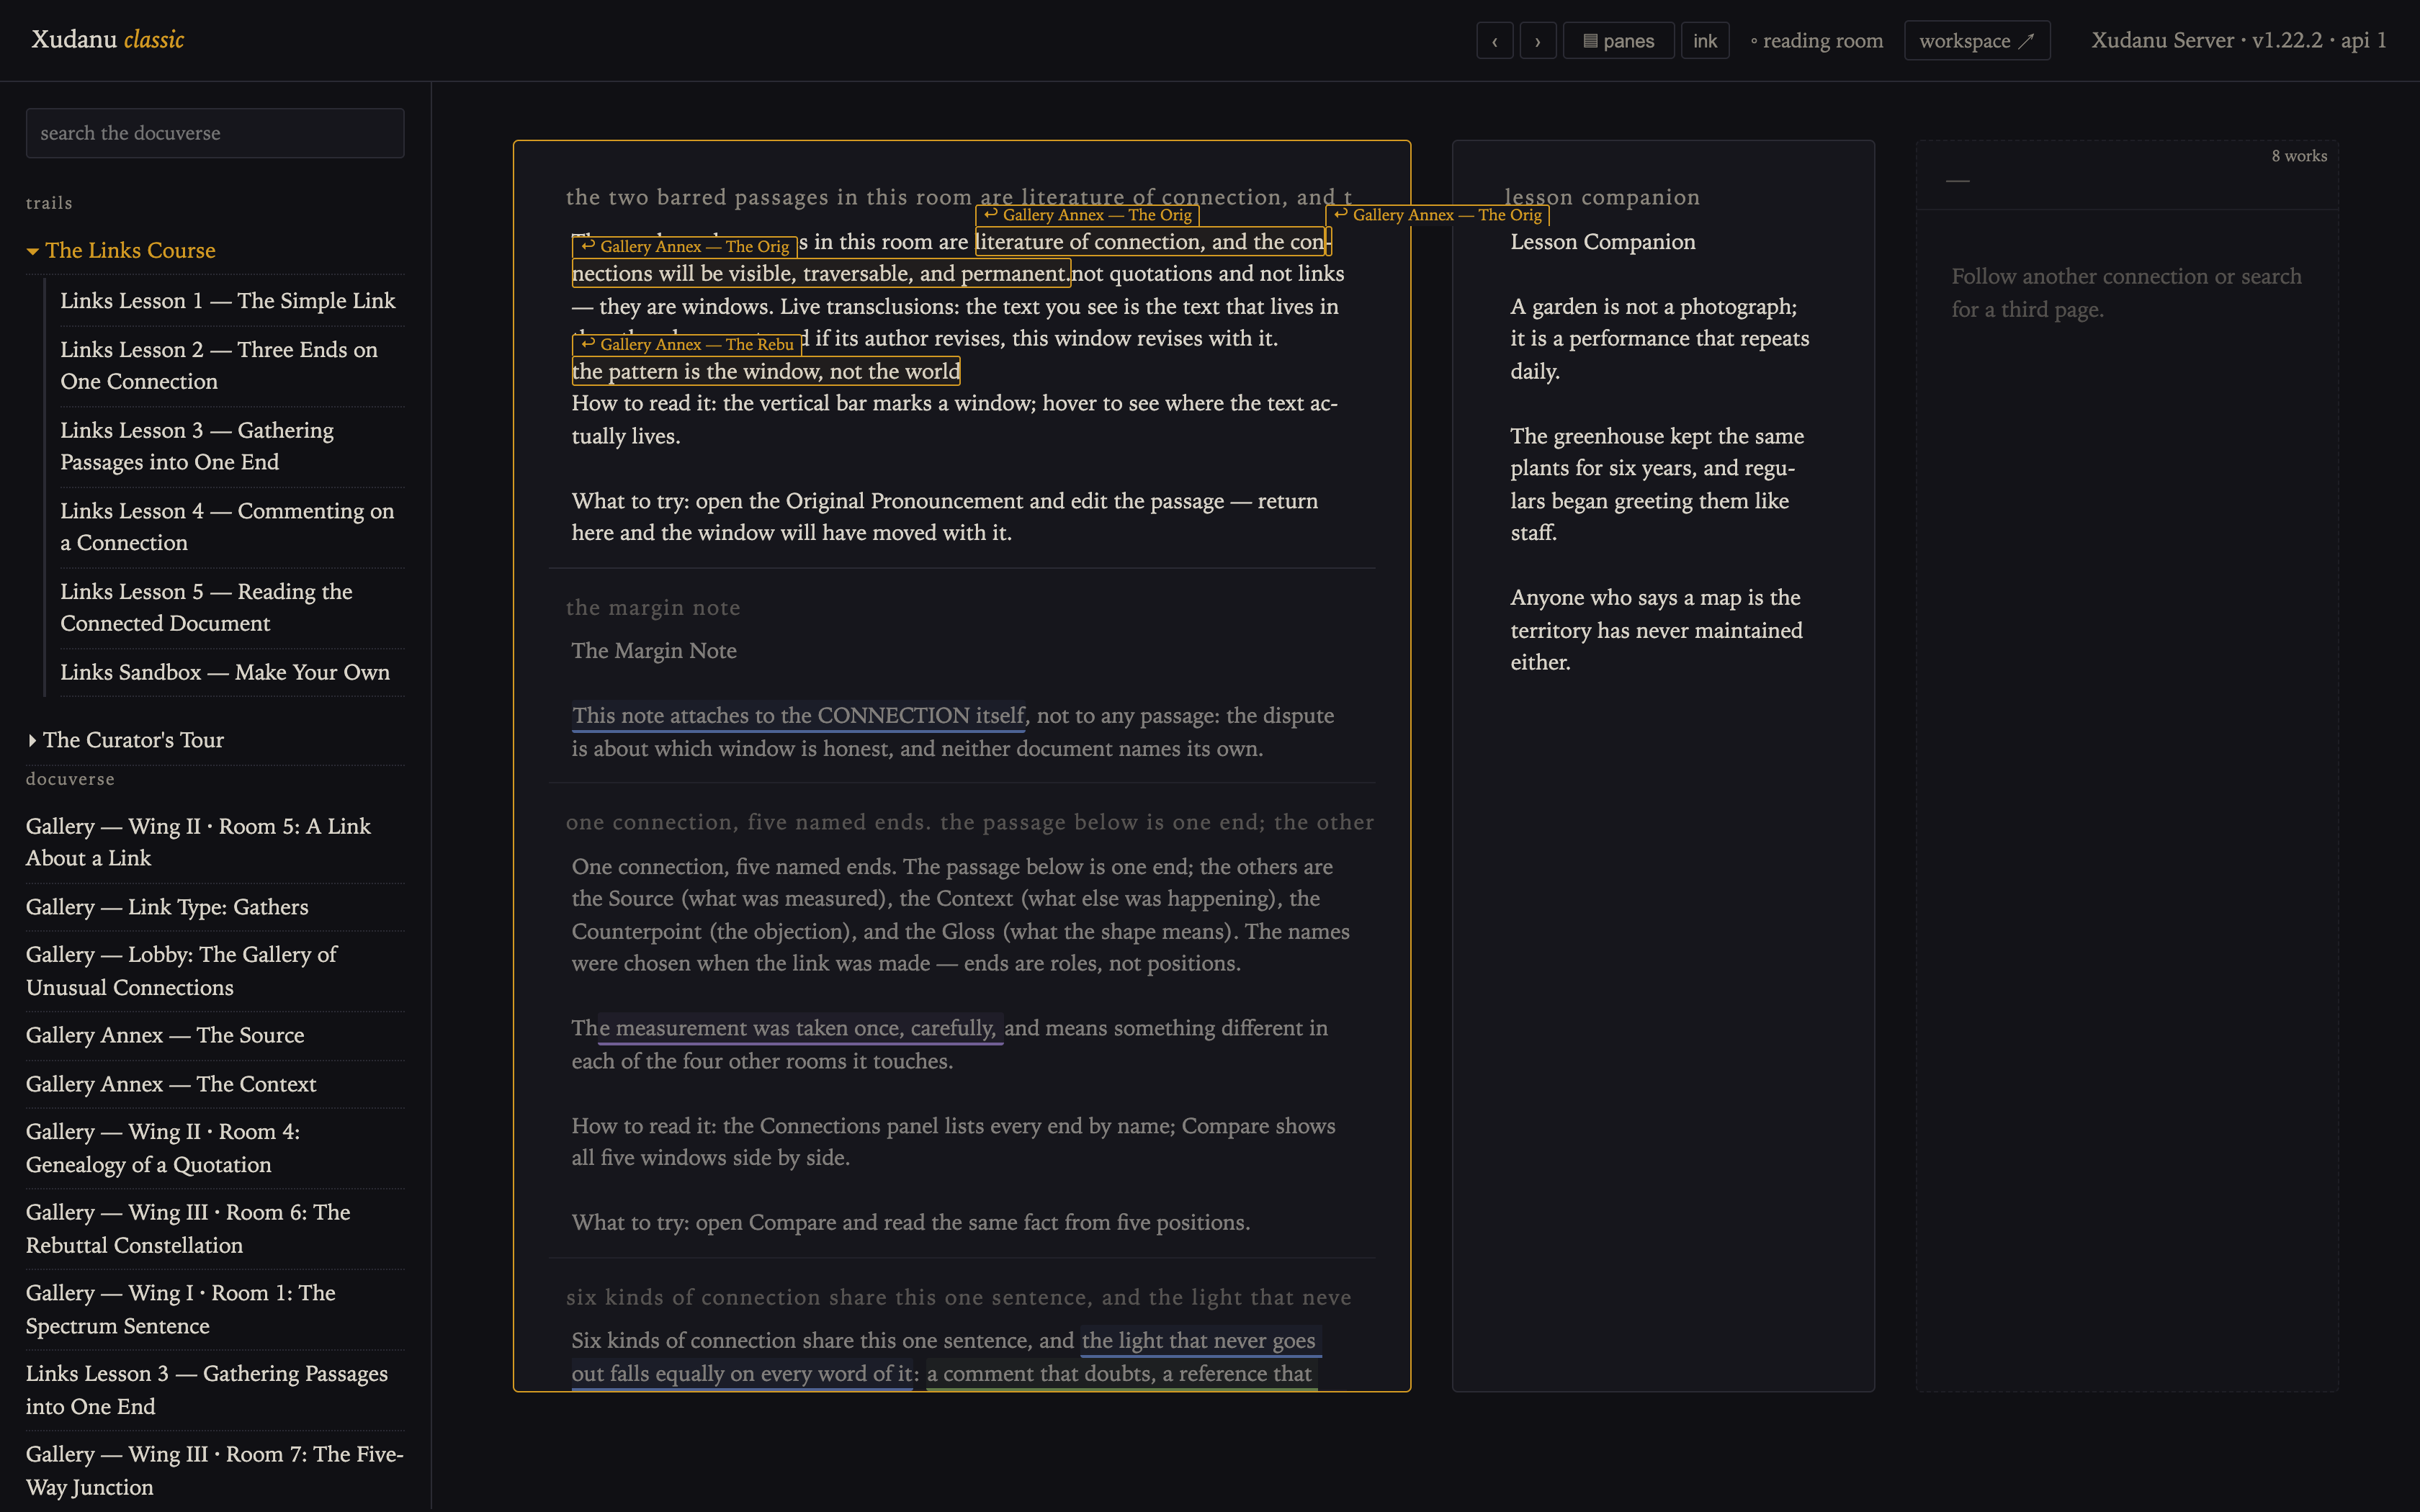 Xudanu classic
‹ › panes ink ◦ reading room workspace ↗ Xudanu Server · v1.22.2 · api 1
search the docuverse
trails
The Links Course
Links Lesson 1 — The Simple Link
Links Lesson 2 — Three Ends on
One Connection
Links Lesson 3 — Gathering
Passages into One End
Links Lesson 4 — Commenting on
a Connection
Links Lesson 5 — Reading the
Connected Document
Links Sandbox — Make Your Own
The Curator's Tour
docuverse
Gallery — Wing II · Room 5: A Link
About a Link
Gallery — Link Type: Gathers
Gallery — Lobby: The Gallery of
Unusual Connections
Gallery Annex — The Source
Gallery Annex — The Context
Gallery — Wing II · Room 4:
Genealogy of a Quotation
Gallery — Wing III · Room 6: The
Rebuttal Constellation
Gallery — Wing I · Room 1: The
Spectrum Sentence
Links Lesson 3 — Gathering Passages
into One End
Gallery — Wing III · Room 7: The Five-
Way Junction
the two barred passages in this room are literature of connection, and t
↩ Gallery Annex — The Orig
↩ Gallery Annex — The Orig
s in this room are literature of connection, and the con-
↩ Gallery Annex — The Orig
nections will be visible, traversable, and permanent.not quotations and not links
— they are windows. Live transclusions: the text you see is the text that lives in
d if its author revises, this window revises with it.
↩ Gallery Annex — The Rebu
the pattern is the window, not the world
How to read it: the vertical bar marks a window; hover to see where the text ac-
tually lives.
What to try: open the Original Pronouncement and edit the passage — return
here and the window will have moved with it.
the margin note
The Margin Note
This note attaches to the CONNECTION itself, not to any passage: the dispute
is about which window is honest, and neither document names its own.
one connection, five named ends. the passage below is one end; the other
One connection, five named ends. The passage below is one end; the others are
the Source (what was measured), the Context (what else was happening), the
Counterpoint (the objection), and the Gloss (what the shape means). The names
were chosen when the link was made — ends are roles, not positions.
The measurement was taken once, carefully, and means something different in
each of the four other rooms it touches.
How to read it: the Connections panel lists every end by name; Compare shows
all five windows side by side.
What to try: open Compare and read the same fact from five positions.
six kinds of connection share this one sentence, and the light that neve
Six kinds of connection share this one sentence, and the light that never goes
out falls equally on every word of it: a comment that doubts, a reference that
lesson companion
Lesson Companion
A garden is not a photograph;
it is a performance that repeats
daily.
The greenhouse kept the same
plants for six years, and regu-
lars began greeting them like
staff.
Anyone who says a map is the
territory has never maintained
either.
8 works
—
Follow another connection or search
for a third page.